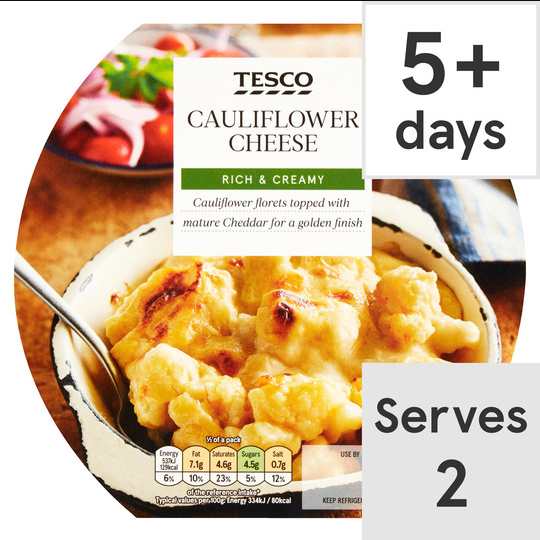 TESCO
CAULIFLOWER
CHEESE
RICH & CREAMY
Cauliflower florets topped with
mature Cheddar for a golden finish
5+
days
Serves
2
½ of a pack
Energy
537kJ
129kcal
6%
Fat
7.1g
10%
Saturates
4.6g
23%
Sugars
4.5g
5%
Salt
0.7g
12%
of the reference intake*
Typical values per 100g: Energy 334kJ / 80kcal
USE BY
KEEP REFRIGE